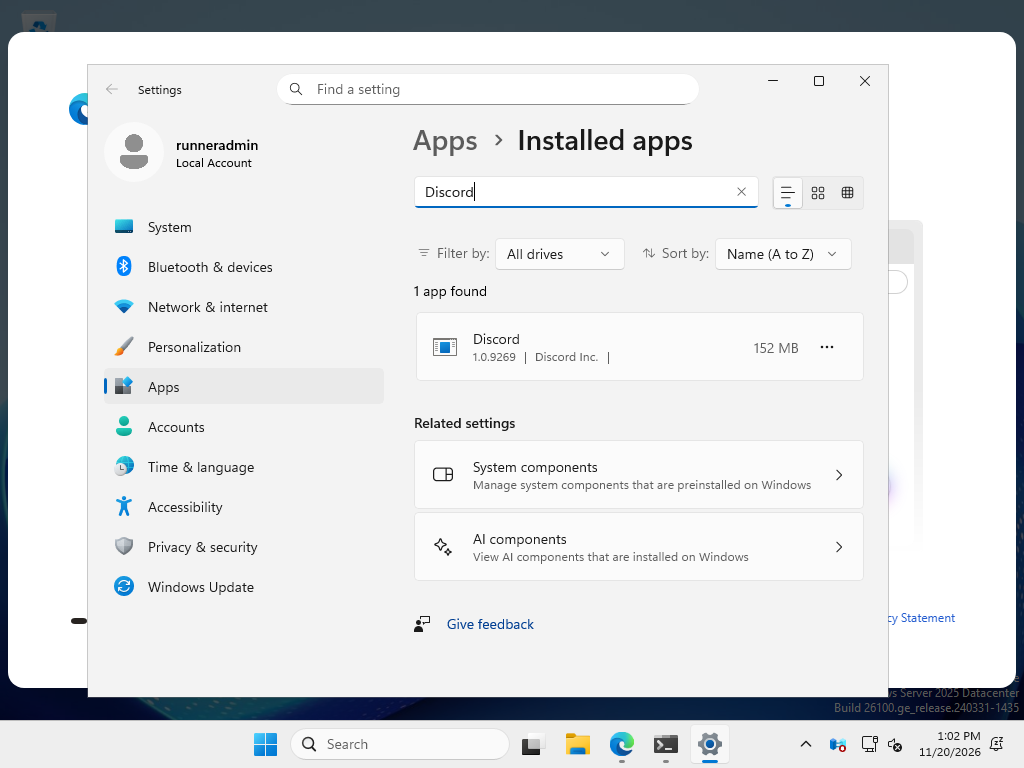 Settings
Find a setting
runneradmin
Local Account
System
Bluetooth & devices
Network & internet
Personalization
Apps
Accounts
Time & language
Accessibility
Privacy & security
Windows Update
Apps > Installed apps
Discord
Filter by: All drives Sort by: Name (A to Z)
1 app found
Discord
1.0.9269 | Discord Inc. |
152 MB
Related settings
System components
Manage system components that are preinstalled on Windows
AI components
View AI components that are installed on Windows
Give feedback
Statement
Server 2025 Datacenter
Build 26100.ge_release.240331-1435
Search
1:02 PM
11/20/2026